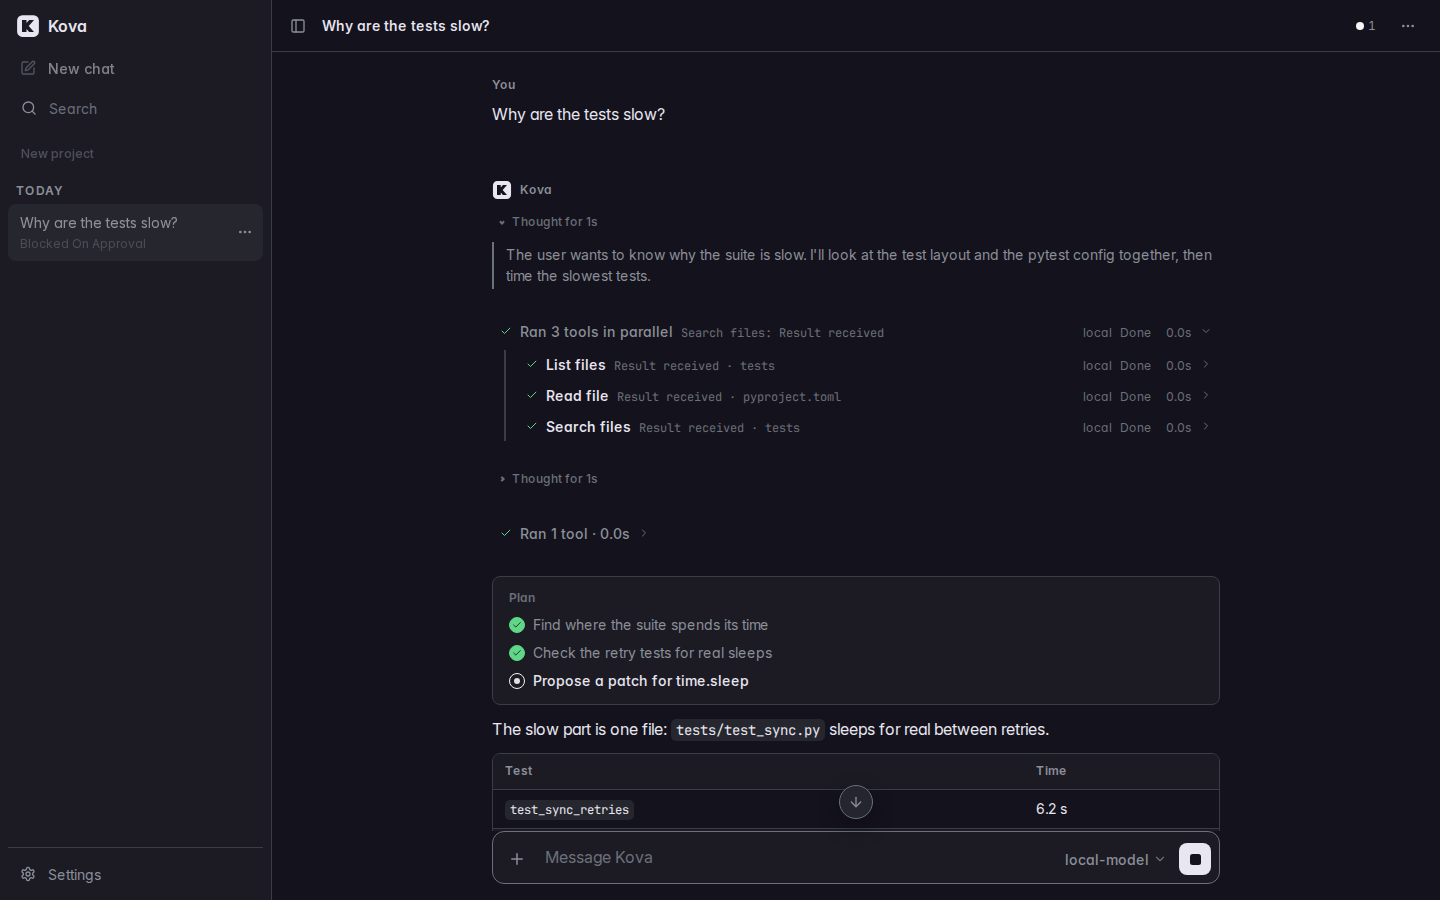 Kova
New chat
Search
New project
TODAY
Why are the tests slow?
Blocked On Approval
Settings
Why are the tests slow?
1
You
Why are the tests slow?
Kova
Thought for 1s
The user wants to know why the suite is slow. I'll look at the test layout and the pytest config together, then
time the slowest tests.
Ran 3 tools in parallel Search files: Result received local Done 0.0s
List files Result received · tests local Done 0.0s
Read file Result received · pyproject.toml local Done 0.0s
Search files Result received · tests local Done 0.0s
Thought for 1s
Ran 1 tool · 0.0s
Plan
Find where the suite spends its time
Check the retry tests for real sleeps
Propose a patch for time.sleep
The slow part is one file: tests/test_sync.py sleeps for real between retries.
Test Time
test_sync_retries 6.2 s
Message Kova local-model